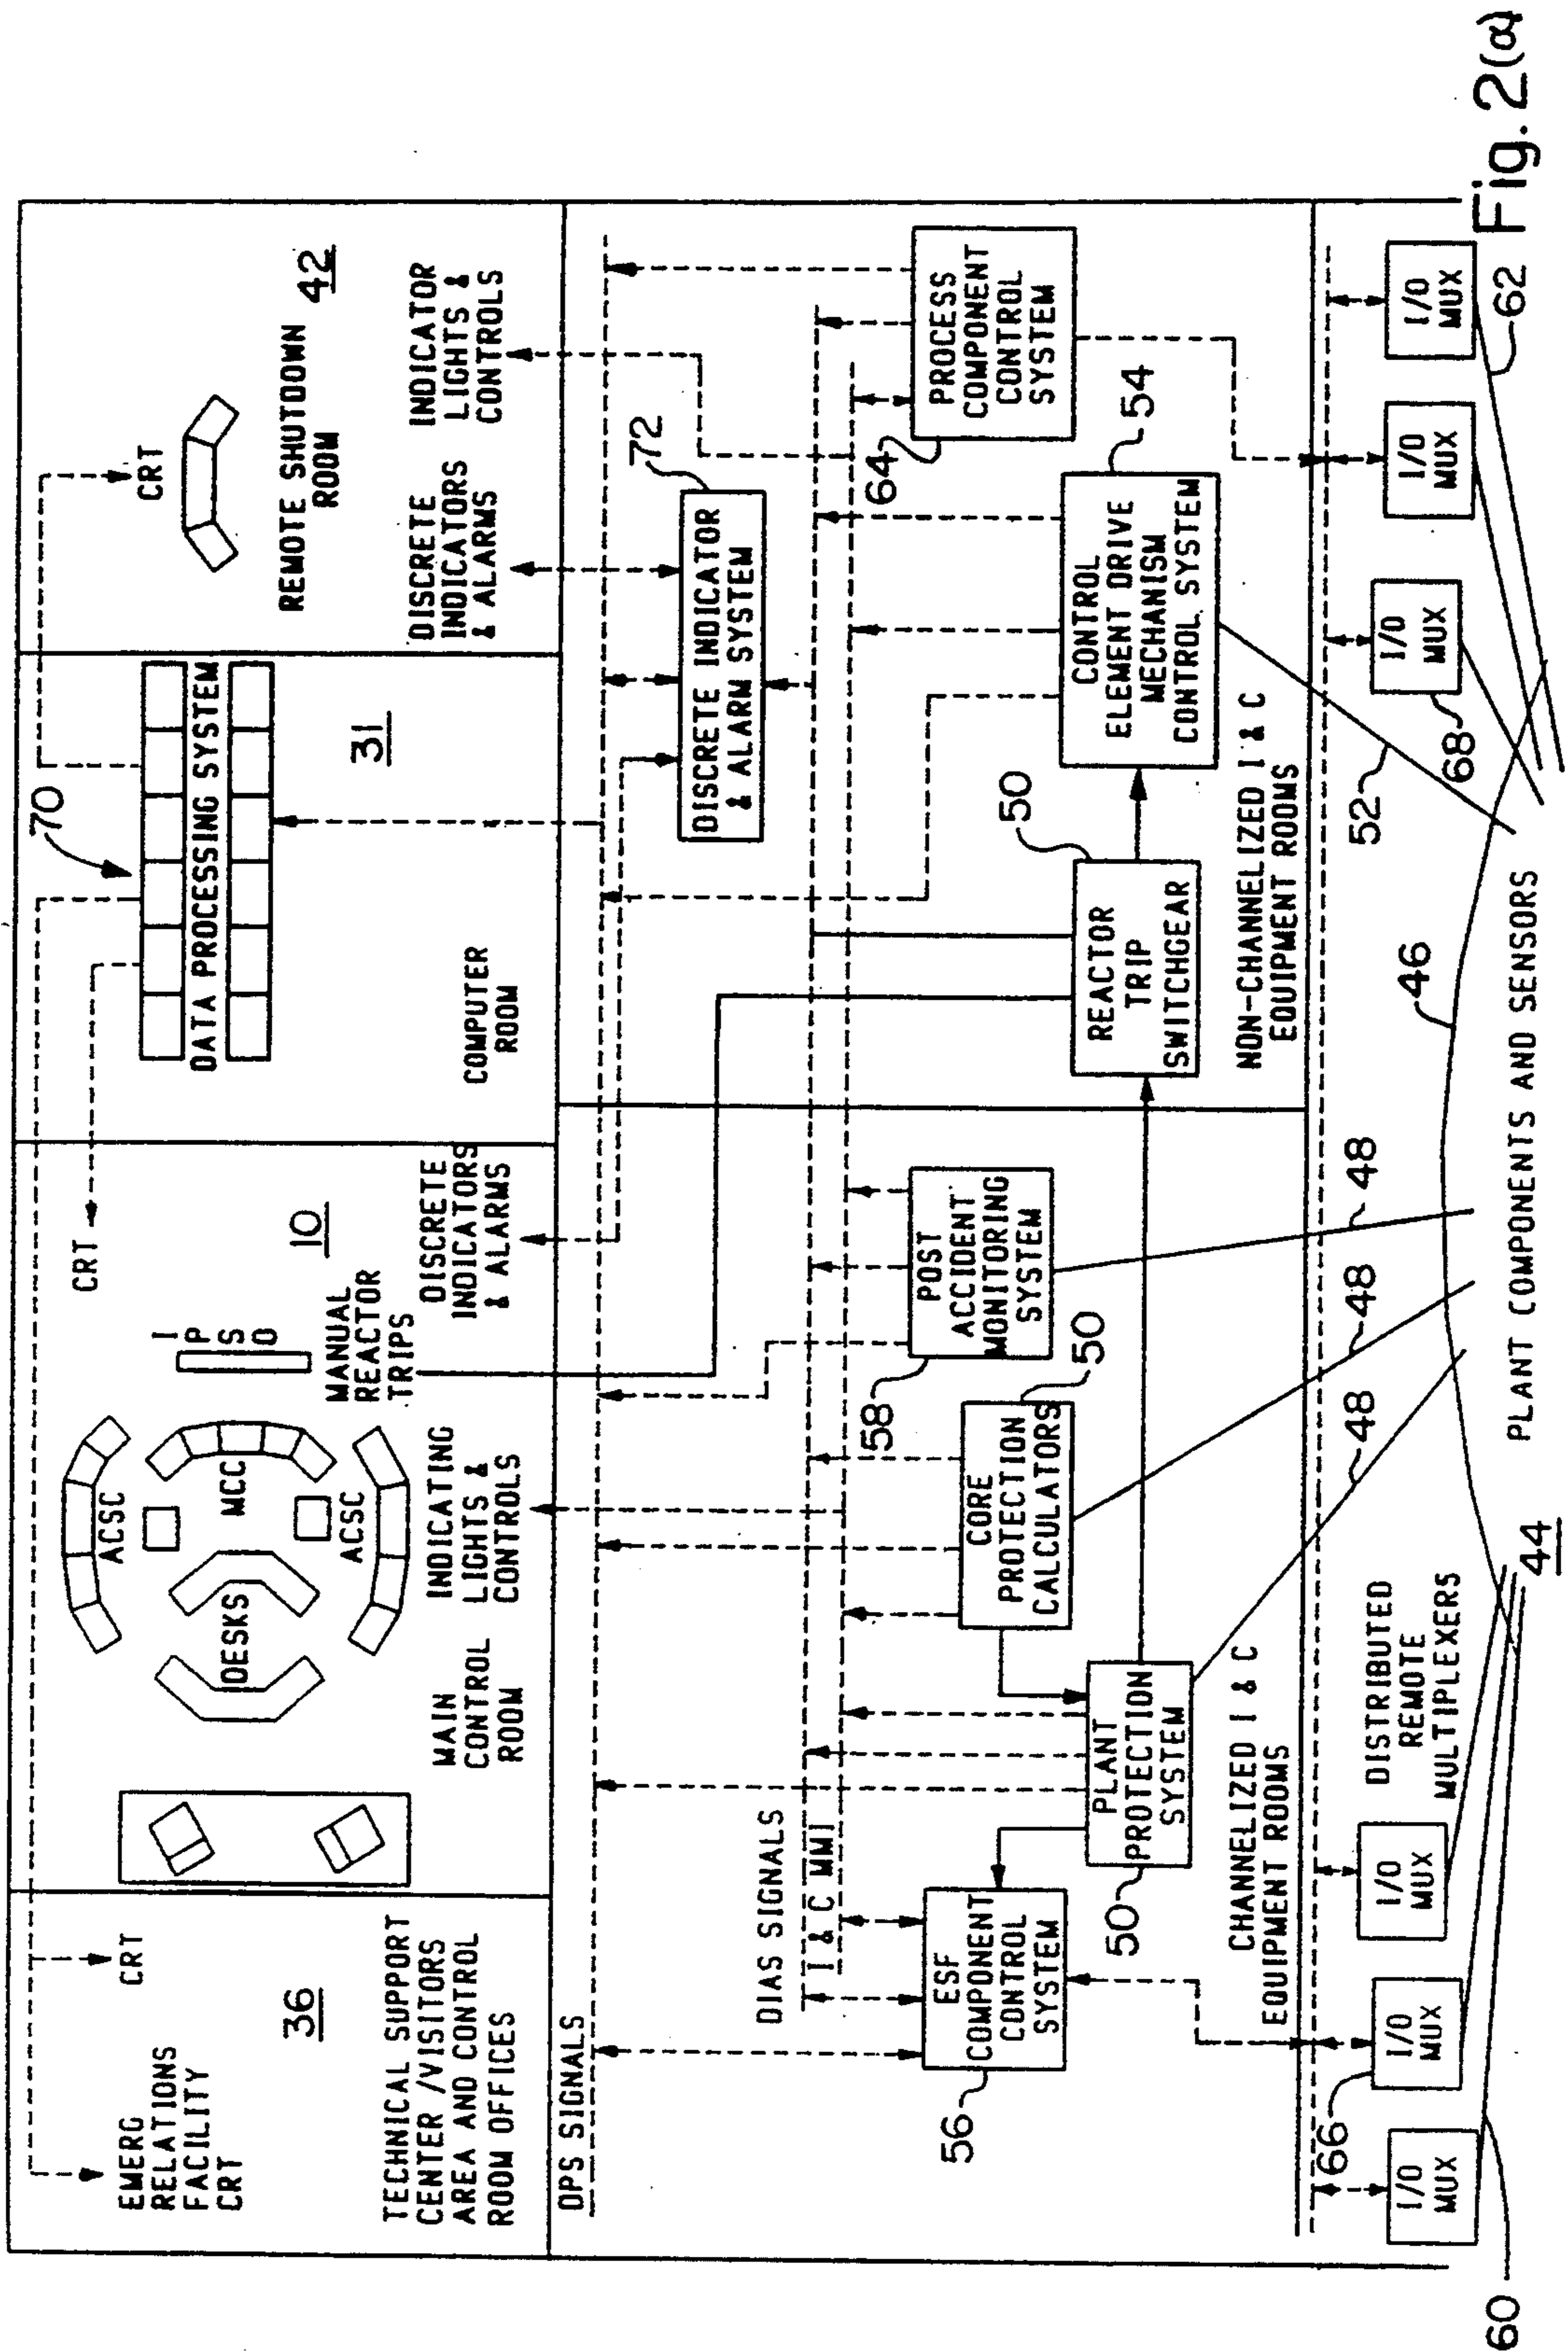 EMERG
RELATIONS
FACILITY
CRT
CRT
36
TECHNICAL SUPPORT
CENTER /VISITORS
AREA AND CONTROL
ROOM OFFICES
ACSC
MCC
DESKS
ACSC
I
P
S
O
CRT
10
MAIN
CONTROL
ROOM
INDICATING
LIGHTS &
CONTROLS
MANUAL
REACTOR
TRIPS
DISCRETE
INDICATORS
& ALARMS
70
DATA PROCESSING SYSTEM
31
COMPUTER
ROOM
CRT
REMOTE SHUTDOWN
ROOM
42
DISCRETE
INDICATORS
& ALARMS
INDICATOR
LIGHTS &
CONTROLS
DPS SIGNALS
DIAS SIGNALS
I & C MMI
56
ESF
COMPONENT
CONTROL
SYSTEM
50
PLANT
PROTECTION
SYSTEM
CORE
PROTECTION
CALCULATORS
50
58
POST
ACCIDENT
MONITORING
SYSTEM
CHANNELIZED I & C
EQUIPMENT ROOMS
72
DISCRETE INDICATOR
& ALARM SYSTEM
50
REACTOR
TRIP
SWITCHGEAR
54
CONTROL
ELEMENT DRIVE
MECHANISM
CONTROL SYSTEM
64
PROCESS
COMPONENT
CONTROL
SYSTEM
NON-CHANNELIZED I & C
EQUIPMENT ROOMS
60
I/O
MUX
66
I/O
MUX
I/O
MUX
DISTRIBUTED
REMOTE
MULTIPLEXERS
44
48
48
48
46
52
PLANT COMPONENTS AND SENSORS
68
I/O
MUX
I/O
MUX
I/O
MUX
62
Fig. 2(a)